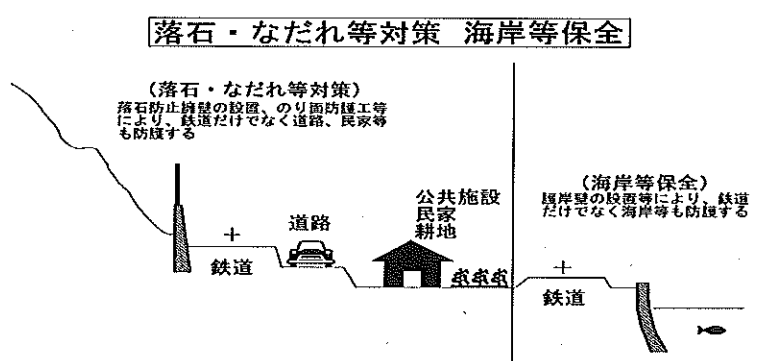 落石・なだれ等対策 海岸等保全
(落石・なだれ等対策)
落石防止擁壁の設置、のり面防護工等
により、鉄道だけでなく道路、民家等
も防護する
公共施設
民家
耕地
道路
鉄道
(海岸等保全)
護岸壁の設置等により、鉄道
だけでなく海岸等も防護する
鉄道